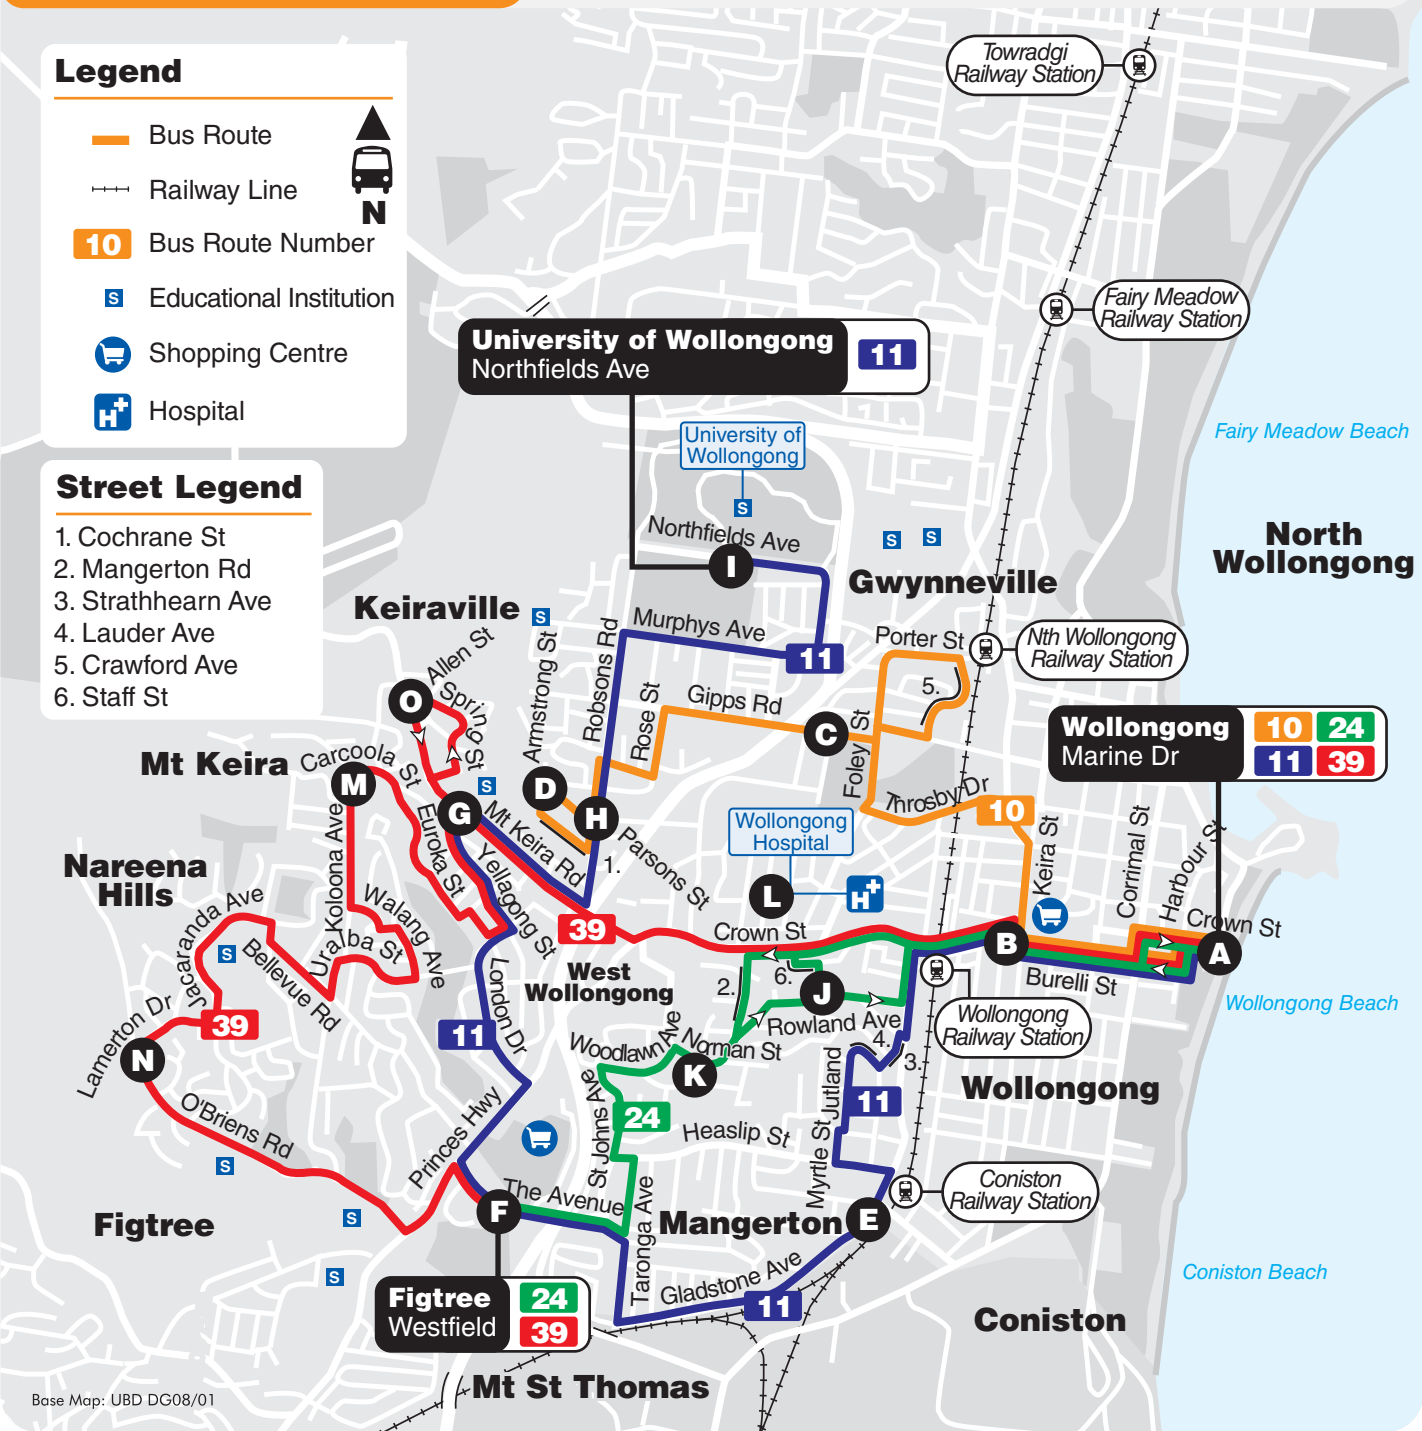 Legend
Bus Route
Railway Line
N
10
Bus Route Number
S
Educational Institution
Shopping Centre
H
Hospital
Street Legend
1. Cochrane St
2. Mangerton Rd
3. Strathhearn Ave
4. Lauder Ave
5. Crawford Ave
6. Staff St
Towradgi
Railway Station
Fairy Meadow
Railway Station
University of Wollongong
Northfields Ave
11
University of
Wollongong
S
Northfields Ave
I
S
S
Gwynneville
Fairy Meadow Beach
North
Wollongong
Keiraville
S
Allen St
Armstrong St
Robsons Rd
Murphys Ave
11
Porter St
5.
Nth Wollongong
Railway Station
O
Spring St
Rose St
Gipps Rd
C
Foley St
Wollongong
Marine Dr
10
24
11
39
Mt Keira
Carcoola St
M
S
D
G
H
Throsby Dr
10
Keira St
Corrimal St
Harbour St
Crown St
Wollongong
Hospital
L
H
Koloona Ave
Euroka St
Mt Keira Rd
1.
Parsons St
Nareena
Hills
Jacaranda Ave
Walang Ave
Uralba St
Yellagong St
39
Crown St
B
A
S
Bellevue Rd
West
Wollongong
2.
6.
J
Burelli St
Wollongong Beach
Lamerton Dr
39
London Dr
11
Rowland Ave
Wollongong
Railway Station
N
Woodlawn Ave
Norman St
K
4.
3.
Wollongong
O'Briens Rd
Princes Hwy
St Johns Ave
24
Heaslip St
Jutland
11
Myrtle St
S
S
S
Figtree
F
The Avenue
Taronga Ave
Mangerton
E
Coniston
Railway Station
Gladstone Ave
11
Coniston Beach
Figtree
Westfield
24
39
Coniston
Mt St Thomas
Base Map: UBD DG08/01